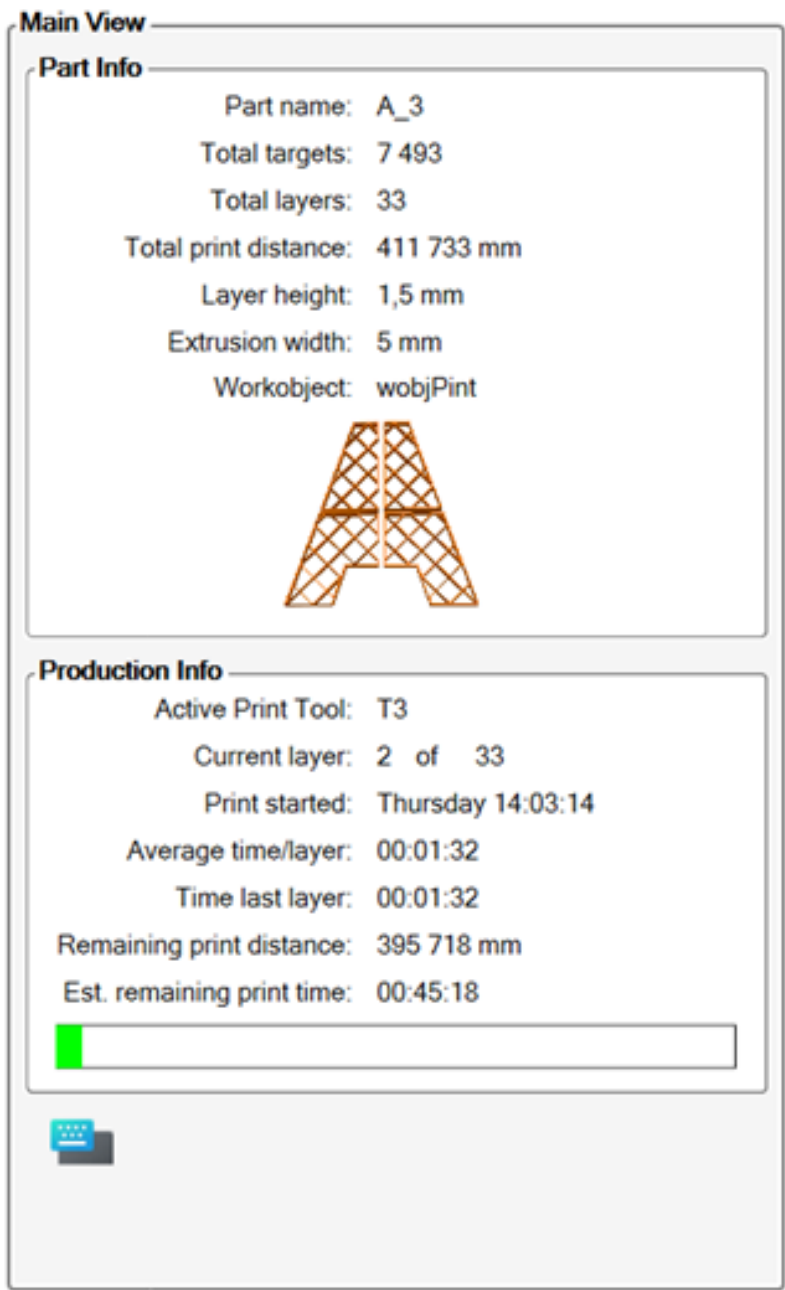 Main View
Part Info
Part name: A_3
Total targets: 7 493
Total layers: 33
Total print distance: 411 733 mm
Layer height: 1,5 mm
Extrusion width: 5 mm
Workobject: wobjPint
Production Info
Active Print Tool: T3
Current layer: 2 of 33
Print started: Thursday 14:03:14
Average time/layer: 00:01:32
Time last layer: 00:01:32
Remaining print distance: 395 718 mm
Est. remaining print time: 00:45:18